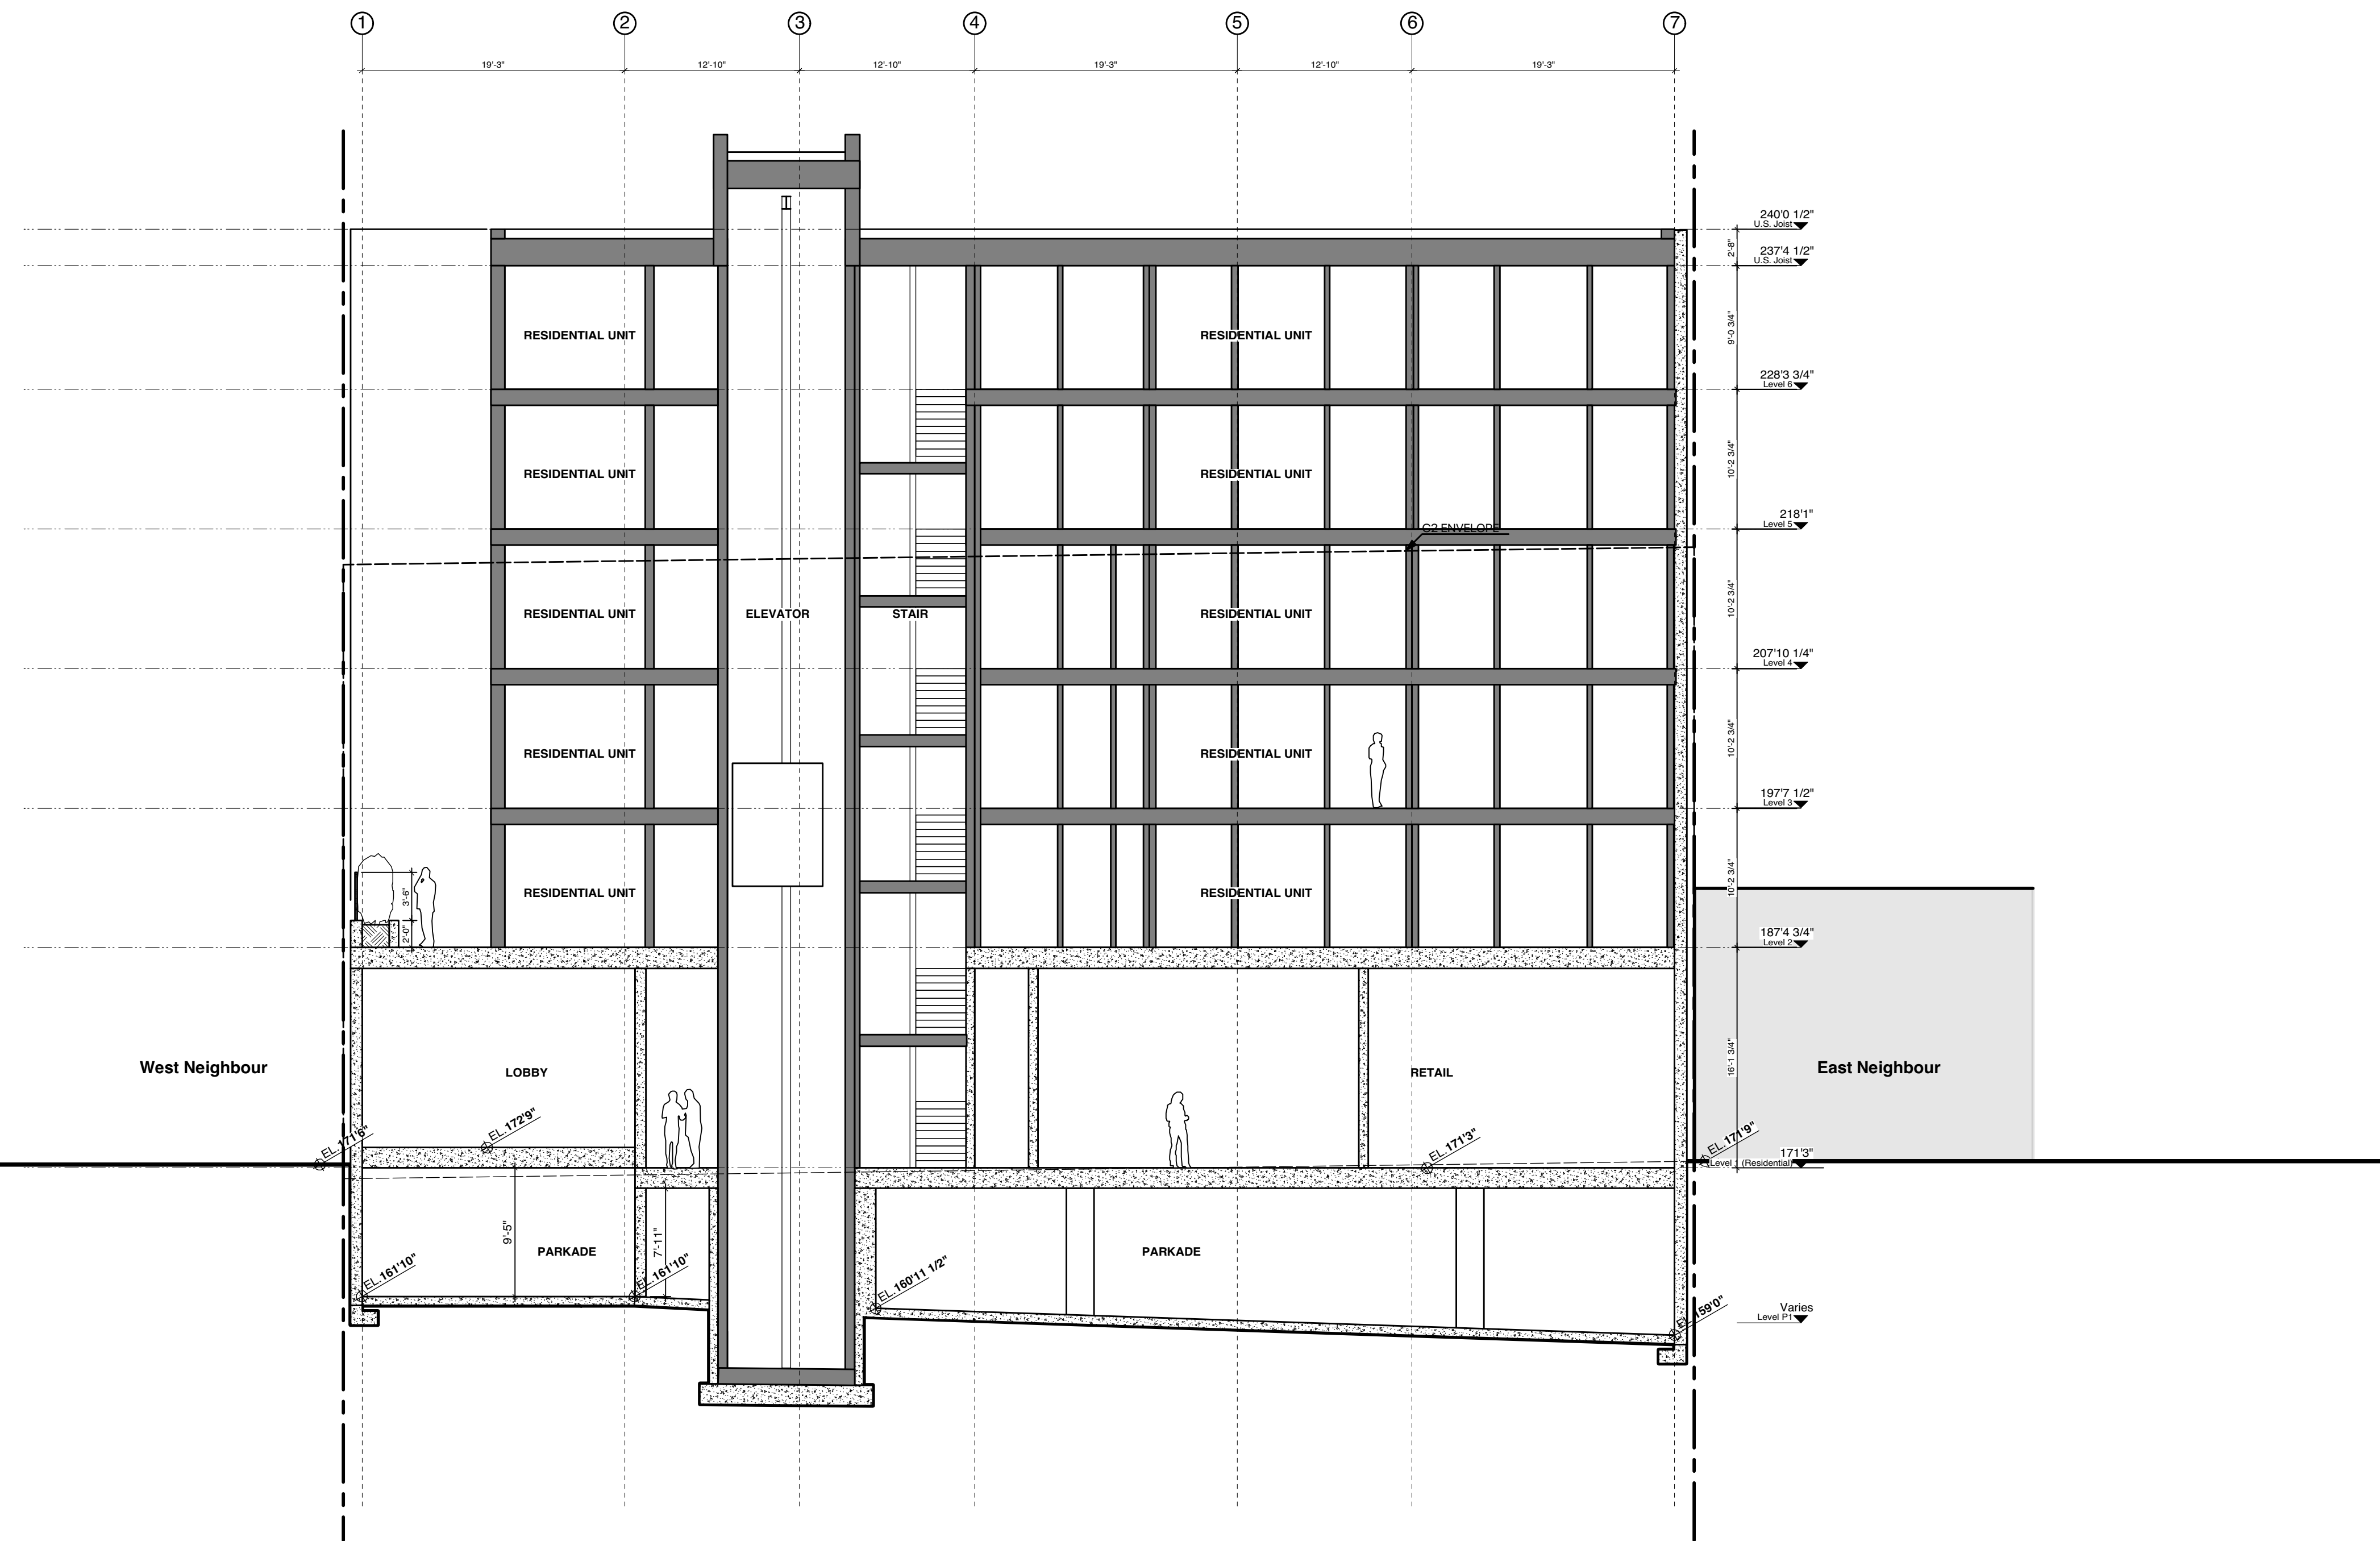 1 2 3 4 5 6 7
19'-3" 12'-10" 12'-10" 19'-3" 12'-10" 19'-3"
240'0 1/2"
U.S. Joist
2'-8"
237'4 1/2"
U.S. Joist
RESIDENTIAL UNIT RESIDENTIAL UNIT
9'-0 3/4"
228'3 3/4"
Level 6
RESIDENTIAL UNIT RESIDENTIAL UNIT
10'-2 3/4"
218'1"
Level 5
C2 ENVELOPE
RESIDENTIAL UNIT ELEVATOR STAIR RESIDENTIAL UNIT
10'-2 3/4"
207'10 1/4"
Level 4
RESIDENTIAL UNIT RESIDENTIAL UNIT
10'-2 3/4"
197'7 1/2"
Level 3
RESIDENTIAL UNIT RESIDENTIAL UNIT
10'-2 3/4"
3'-6"
2'-0"
187'4 3/4"
Level 2
West Neighbour LOBBY RETAIL East Neighbour
16'-1 3/4"
EL. 171'6"
EL. 172'9"
EL. 171'3"
EL. 171'9"
171'3"
Level 1 (Residential)
9'-5"
7'-11"
PARKADE PARKADE
EL. 161'10"
EL. 161'10"
EL. 160'11 1/2"
EL. 159'0"
Varies
Level P1